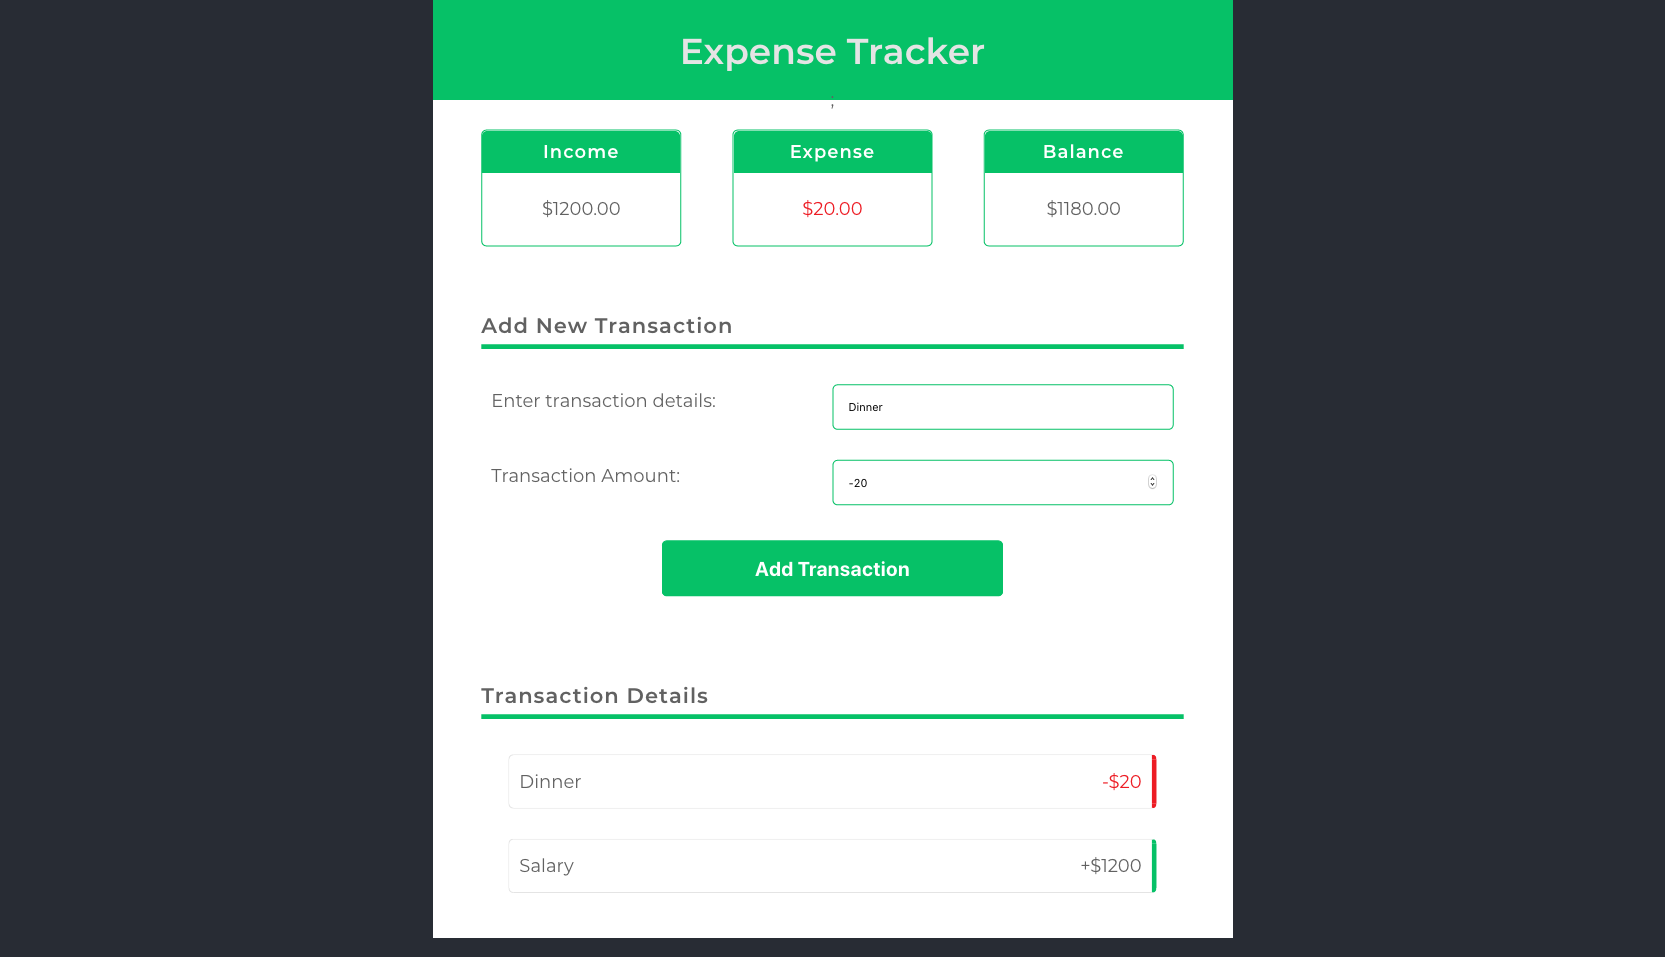 Expense Tracker
;
Income Expense Balance
$1200.00 $20.00 $1180.00
Add New Transaction
Enter transaction details: Dinner
Transaction Amount: -20
Add Transaction
Transaction Details
Dinner -$20
Salary +$1200